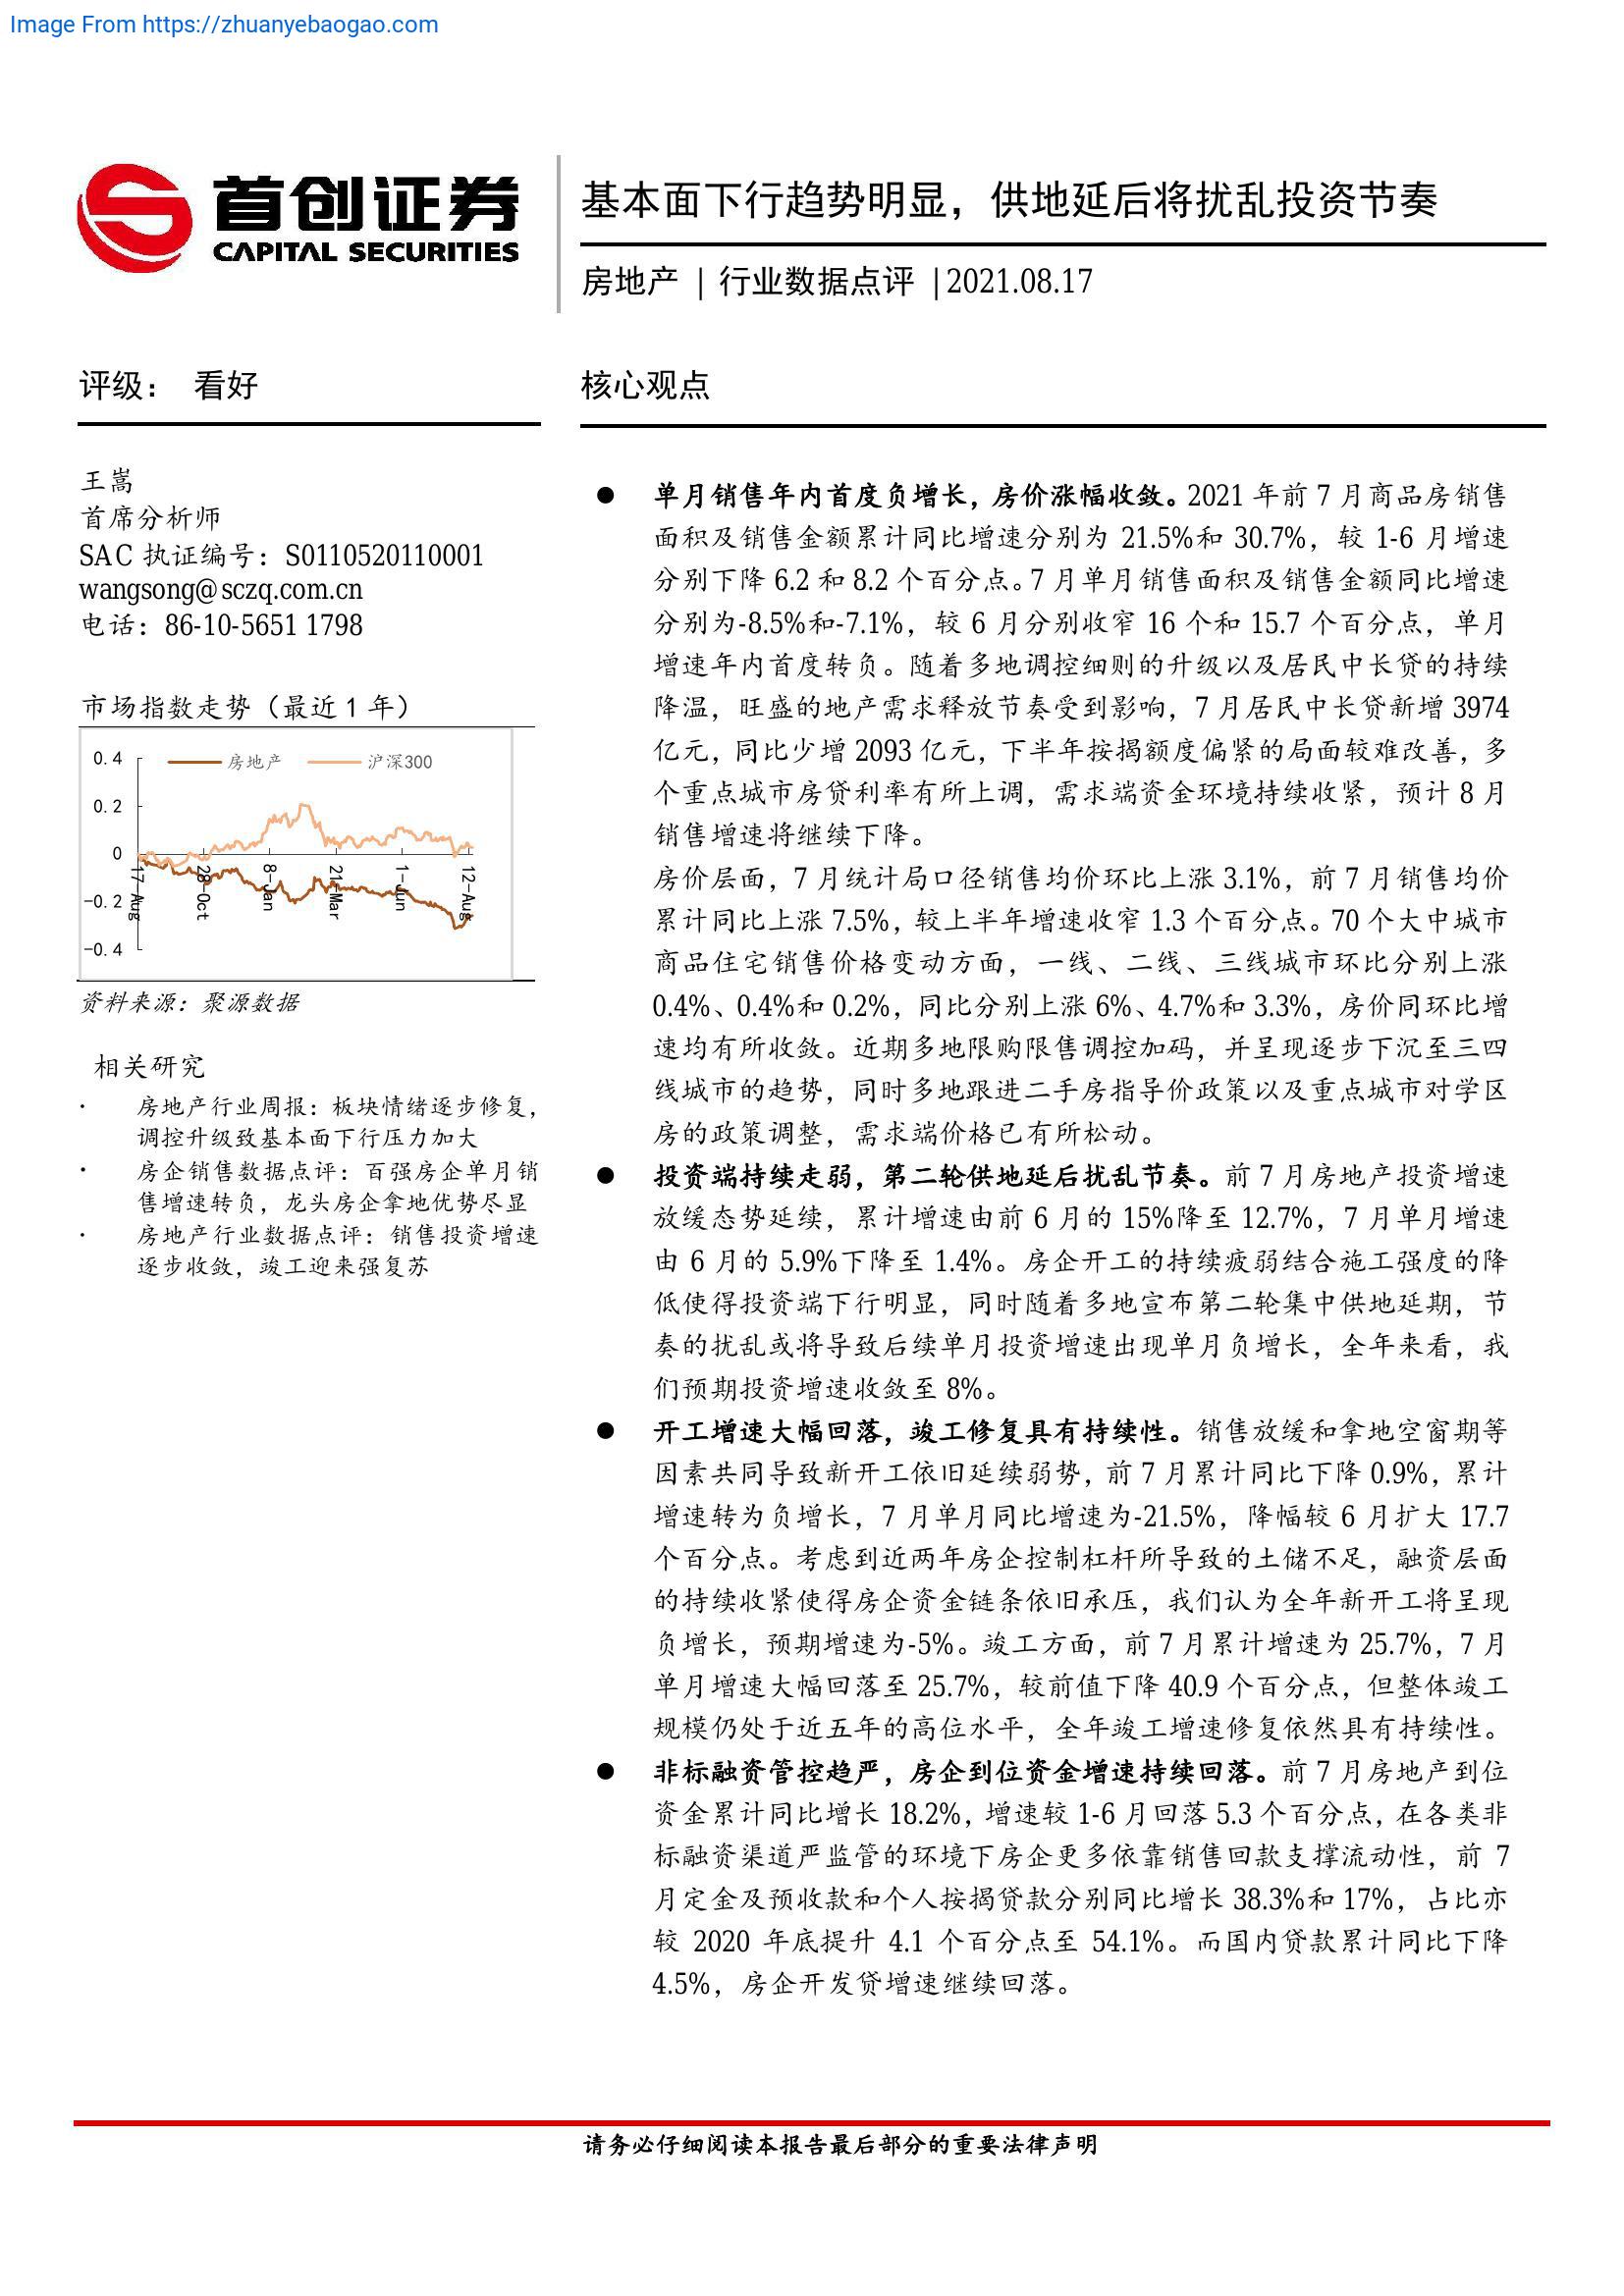 Image From https://zhuanyebaogao.com
首创证券
CAPITAL SECURITIES
基本面下行趋势明显，供地延后将扰乱投资节奏
房地产 | 行业数据点评 |2021.08.17
评级： 看好
王嵩
首席分析师
SAC 执证编号：S0110520110001
wangsong@sczq.com.cn
电话：86-10-5651 1798
市场指数走势（最近 1 年）
房地产 沪深300
0.4
0.2
0
-0.2
-0.4
17-Aug 28-Oct 8-Jan 21-Mar 1-Jun 12-Aug
资料来源：聚源数据
相关研究
· 房地产行业周报：板块情绪逐步修复，
调控升级致基本面下行压力加大
· 房企销售数据点评：百强房企单月销
售增速转负，龙头房企拿地优势尽显
· 房地产行业数据点评：销售投资增速
逐步收敛，竣工迎来强复苏
核心观点
● 单月销售年内首度负增长，房价涨幅收敛。2021 年前 7 月商品房销售
面积及销售金额累计同比增速分别为 21.5%和 30.7%，较 1-6 月增速
分别下降 6.2 和 8.2 个百分点。7 月单月销售面积及销售金额同比增速
分别为-8.5%和-7.1%，较 6 月分别收窄 16 个和 15.7 个百分点，单月
增速年内首度转负。随着多地调控细则的升级以及居民中长贷的持续
降温，旺盛的地产需求释放节奏受到影响，7 月居民中长贷新增 3974
亿元，同比少增 2093 亿元，下半年按揭额度偏紧的局面较难改善，多
个重点城市房贷利率有所上调，需求端资金环境持续收紧，预计 8 月
销售增速将继续下降。
房价层面，7 月统计局口径销售均价环比上涨 3.1%，前 7 月销售均价
累计同比上涨 7.5%，较上半年增速收窄 1.3 个百分点。70 个大中城市
商品住宅销售价格变动方面，一线、二线、三线城市环比分别上涨
0.4%、0.4%和 0.2%，同比分别上涨 6%、4.7%和 3.3%，房价同环比增
速均有所收敛。近期多地限购限售调控加码，并呈现逐步下沉至三四
线城市的趋势，同时多地跟进二手房指导价政策以及重点城市对学区
房的政策调整，需求端价格已有所松动。
● 投资端持续走弱，第二轮供地延后扰乱节奏。前 7 月房地产投资增速
放缓态势延续，累计增速由前 6 月的 15%降至 12.7%，7 月单月增速
由 6 月的 5.9%下降至 1.4%。房企开工的持续疲弱结合施工强度的降
低使得投资端下行明显，同时随着多地宣布第二轮集中供地延期，节
奏的扰乱或将导致后续单月投资增速出现单月负增长，全年来看，我
们预期投资增速收敛至 8%。
● 开工增速大幅回落，竣工修复具有持续性。销售放缓和拿地空窗期等
因素共同导致新开工依旧延续弱势，前 7 月累计同比下降 0.9%，累计
增速转为负增长，7 月单月同比增速为-21.5%，降幅较 6 月扩大 17.7
个百分点。考虑到近两年房企控制杠杆所导致的土储不足，融资层面
的持续收紧使得房企资金链条依旧承压，我们认为全年新开工将呈现
负增长，预期增速为-5%。竣工方面，前 7 月累计增速为 25.7%，7 月
单月增速大幅回落至 25.7%，较前值下降 40.9 个百分点，但整体竣工
规模仍处于近五年的高位水平，全年竣工增速修复依然具有持续性。
● 非标融资管控趋严，房企到位资金增速持续回落。前 7 月房地产到位
资金累计同比增长 18.2%，增速较 1-6 月回落 5.3 个百分点，在各类非
标融资渠道严监管的环境下房企更多依靠销售回款支撑流动性，前 7
月定金及预收款和个人按揭贷款分别同比增长 38.3%和 17%，占比亦
较 2020 年底提升 4.1 个百分点至 54.1%。而国内贷款累计同比下降
4.5%，房企开发贷增速继续回落。
请务必仔细阅读本报告最后部分的重要法律声明